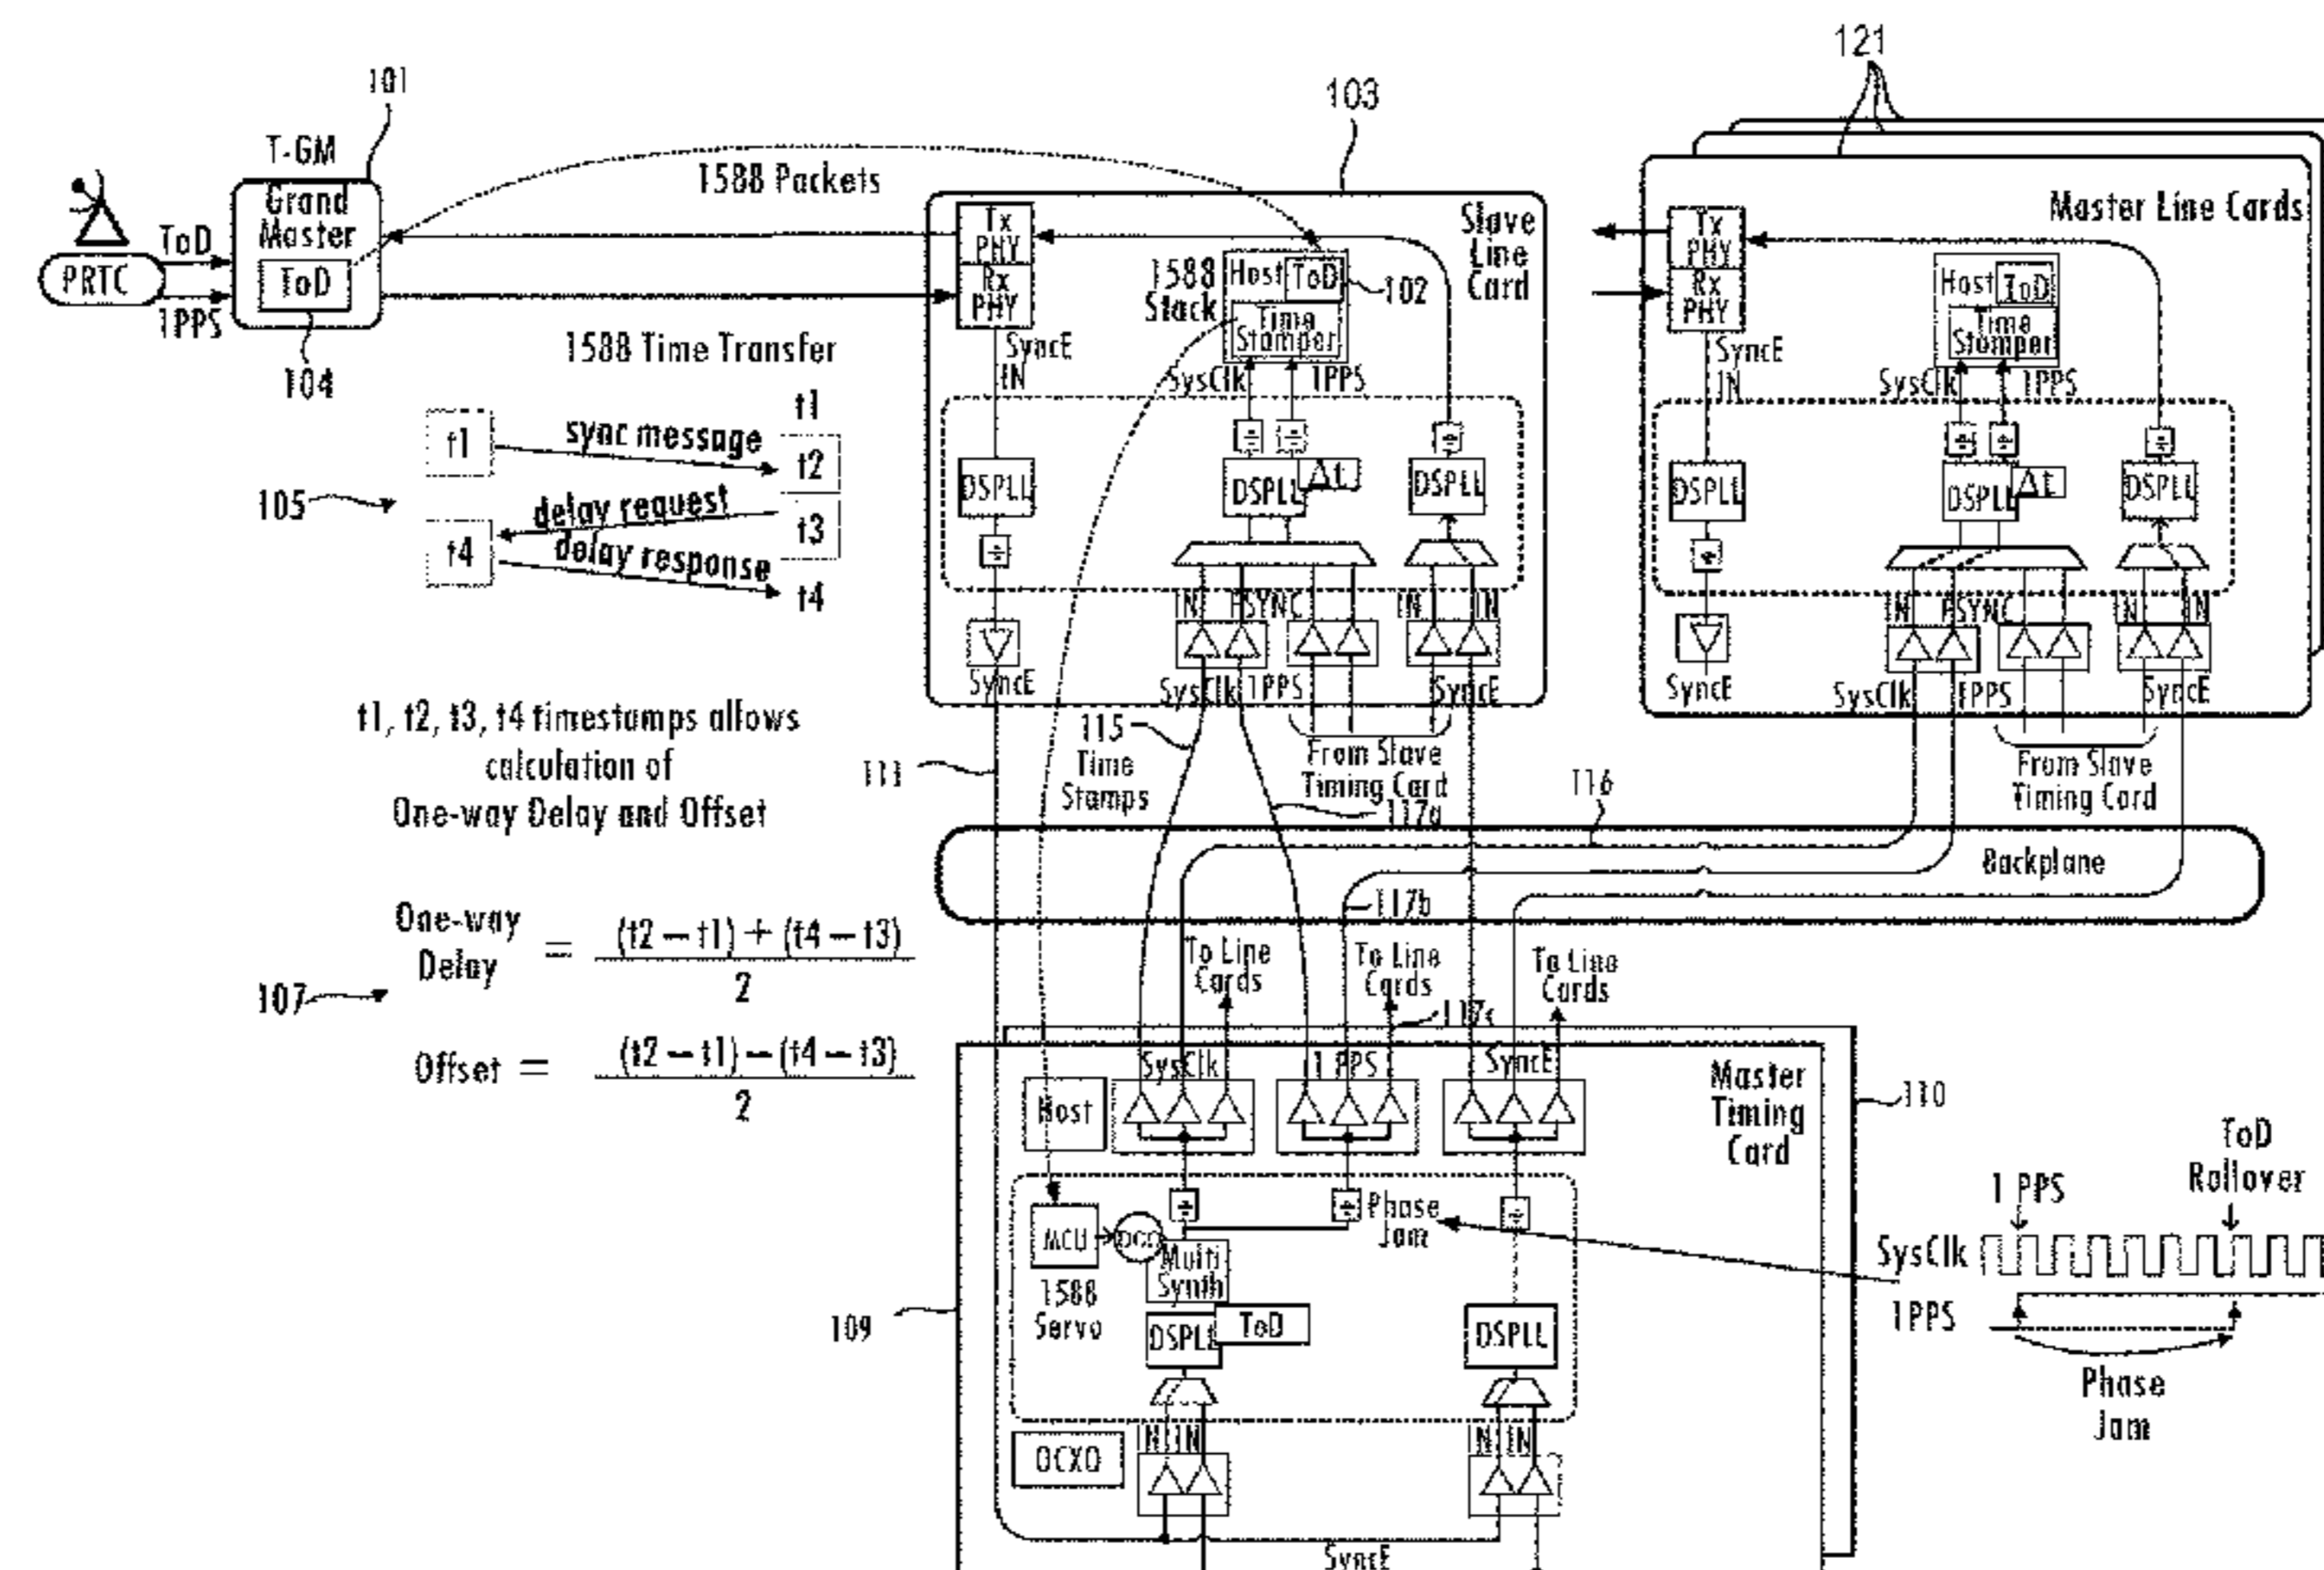 121
101
103
T-GM
Grand
Master
ToD
1588 Packets
PRTC
ToD
1PPS
104
1588 Time Transfer
Tx
PHY
Rx
PHY
SyncE
IN
1588
Stack
Host
ToD
102
Time
Stamper
Slave
Line
Card
SysClk
1PPS
DSPLL
÷
÷
÷
÷
DSPLL
Δt
DSPLL
IN
FSYNC
IN
IN
SyncE
SysClk
1PPS
SyncE
Tx
PHY
Rx
PHY
SyncE
IN
Master Line Cards
Host
ToD
Time
Stamper
SysClk
1PPS
÷
÷
÷
÷
DSPLL
DSPLL
Δt
DSPLL
IN
FSYNC
IN
IN
SyncE
SysClk
1PPS
SyncE
105
t1
sync message
t1
t2
delay request
t3
t4
delay response
t4
t1, t2, t3, t4 timestamps allows
calculation of
One-way Delay and Offset
111
115
Time
Stamps
From Slave
Timing Card
117a
116
From Slave
Timing Card
Backplane
117b
107
One-way
Delay
=
(t2 – t1) + (t4 – t3)
2
Offset =
(t2 – t1) – (t4 – t3)
2
To Line
Cards
To Line
Cards
To Line
Cards
117c
SysClk
1 PPS
SyncE
Host
Master
Timing
Card
110
MCU
DCO
Multi
Synth
1588
Servo
÷
÷
÷
Phase
Jam
DSPLL
ToD
DSPLL
109
IN
IN
IN
IN
OCXO
SyncE
1 PPS
ToD
Rollover
SysClk
1PPS
Phase
Jam